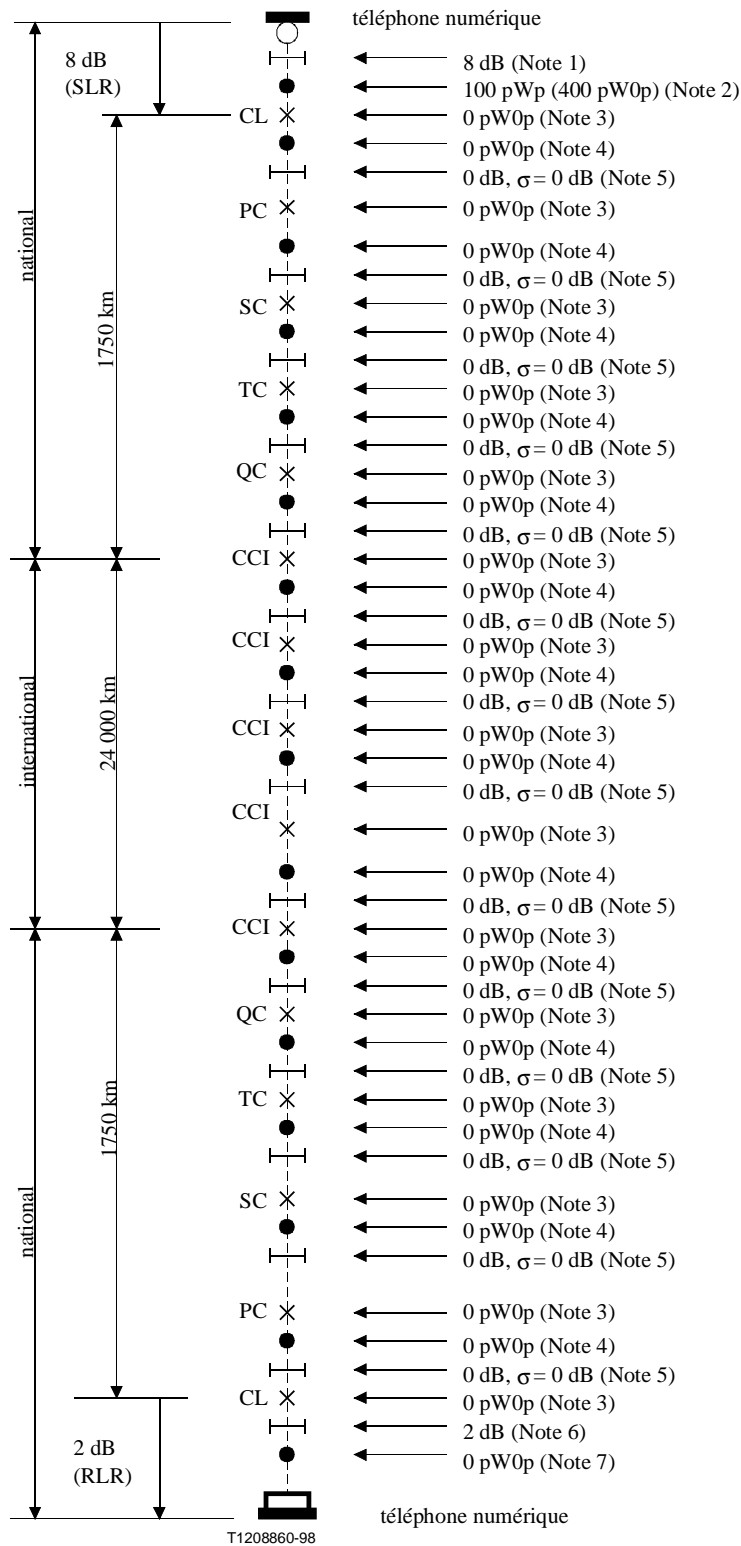 téléphone numérique
8 dB
(SLR)
8 dB (Note 1)
100 pWp (400 pW0p) (Note 2)
CL
0 pW0p (Note 3)
0 pW0p (Note 4)
0 dB, σ = 0 dB (Note 5)
national
PC
0 pW0p (Note 3)
0 pW0p (Note 4)
0 dB, σ = 0 dB (Note 5)
1750 km
SC
0 pW0p (Note 3)
0 pW0p (Note 4)
0 dB, σ = 0 dB (Note 5)
TC
0 pW0p (Note 3)
0 pW0p (Note 4)
0 dB, σ = 0 dB (Note 5)
QC
0 pW0p (Note 3)
0 pW0p (Note 4)
0 dB, σ = 0 dB (Note 5)
CCI
0 pW0p (Note 3)
0 pW0p (Note 4)
0 dB, σ = 0 dB (Note 5)
CCI
0 pW0p (Note 3)
0 pW0p (Note 4)
0 dB, σ = 0 dB (Note 5)
international
24 000 km
CCI
0 pW0p (Note 3)
0 pW0p (Note 4)
0 dB, σ = 0 dB (Note 5)
CCI
0 pW0p (Note 3)
0 pW0p (Note 4)
0 dB, σ = 0 dB (Note 5)
CCI
0 pW0p (Note 3)
0 pW0p (Note 4)
0 dB, σ = 0 dB (Note 5)
QC
0 pW0p (Note 3)
0 pW0p (Note 4)
0 dB, σ = 0 dB (Note 5)
TC
0 pW0p (Note 3)
0 pW0p (Note 4)
0 dB, σ = 0 dB (Note 5)
1750 km
national
SC
0 pW0p (Note 3)
0 pW0p (Note 4)
0 dB, σ = 0 dB (Note 5)
PC
0 pW0p (Note 3)
0 pW0p (Note 4)
0 dB, σ = 0 dB (Note 5)
CL
0 pW0p (Note 3)
2 dB (Note 6)
2 dB
(RLR)
0 pW0p (Note 7)
téléphone numérique
T1208860-98